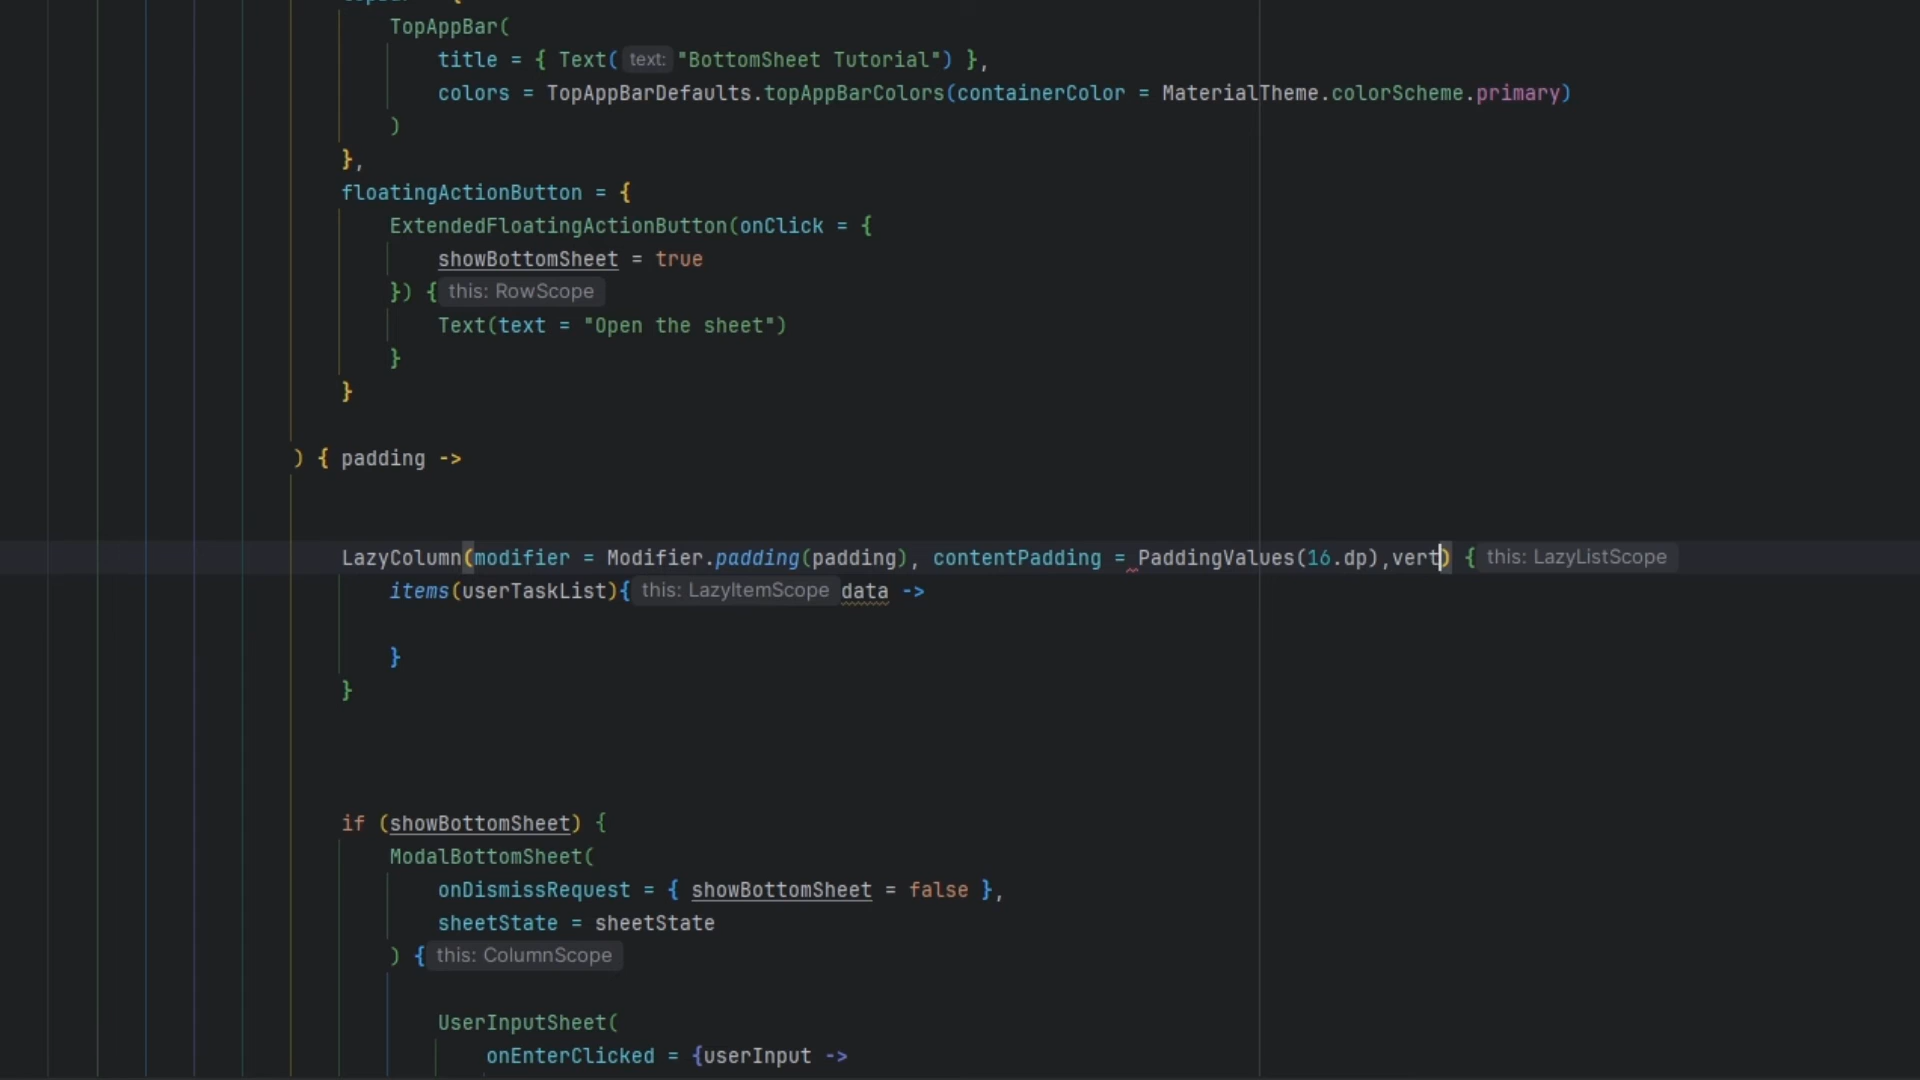 TopAppBar(
title = { Text( text: "BottomSheet Tutorial") },
colors = TopAppBarDefaults.topAppBarColors(containerColor = MaterialTheme.colorScheme.primary)
)
},
floatingActionButton = {
ExtendedFloatingActionButton(onClick = {
showBottomSheet = true
}) { this: RowScope
Text(text = "Open the sheet")
}
}
) { padding ->
LazyColumn(modifier = Modifier.padding(padding), contentPadding = PaddingValues(16.dp),vert) { this: LazyListScope
items(userTaskList){ this: LazyItemScope data ->
}
}
if (showBottomSheet) {
ModalBottomSheet(
onDismissRequest = { showBottomSheet = false },
sheetState = sheetState
) { this: ColumnScope
UserInputSheet(
onEnterClicked = {userInput ->